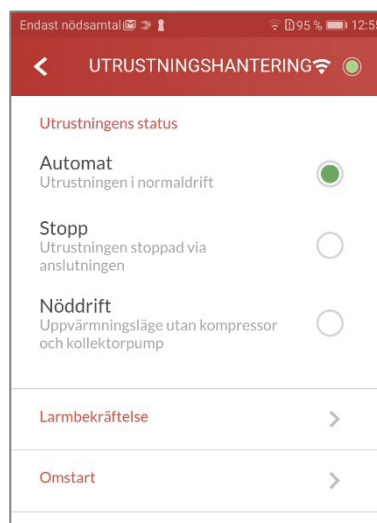 Endast nödsamtal 95 % 12:55
UTRUSTNINGSHANTERING
Utrustningens status
Automat
Utrustningen i normaldrift
Stopp
Utrustningen stoppad via
anslutningen
Nöddrift
Uppvärmningsläge utan kompressor
och kollektorpump
Larmbekräftelse
Omstart